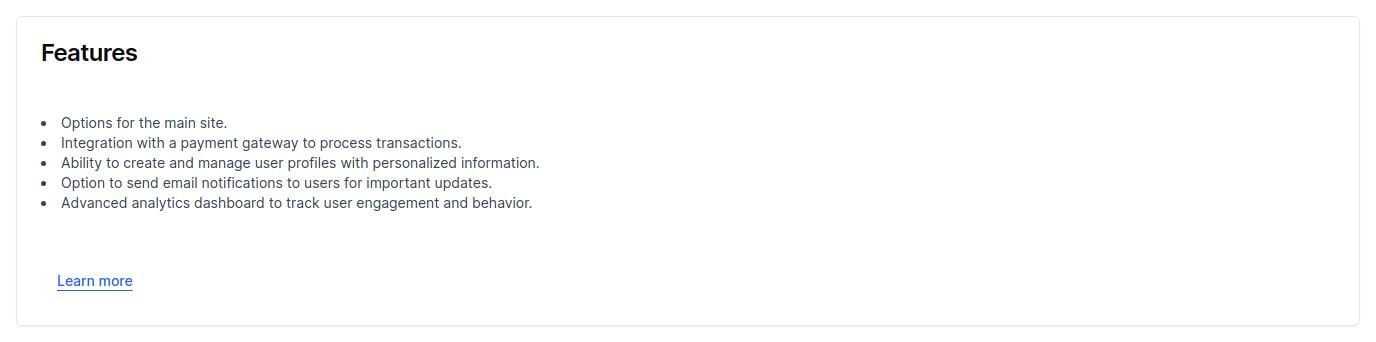 Features
• Options for the main site.
• Integration with a payment gateway to process transactions.
• Ability to create and manage user profiles with personalized information.
• Option to send email notifications to users for important updates.
• Advanced analytics dashboard to track user engagement and behavior.
Learn more